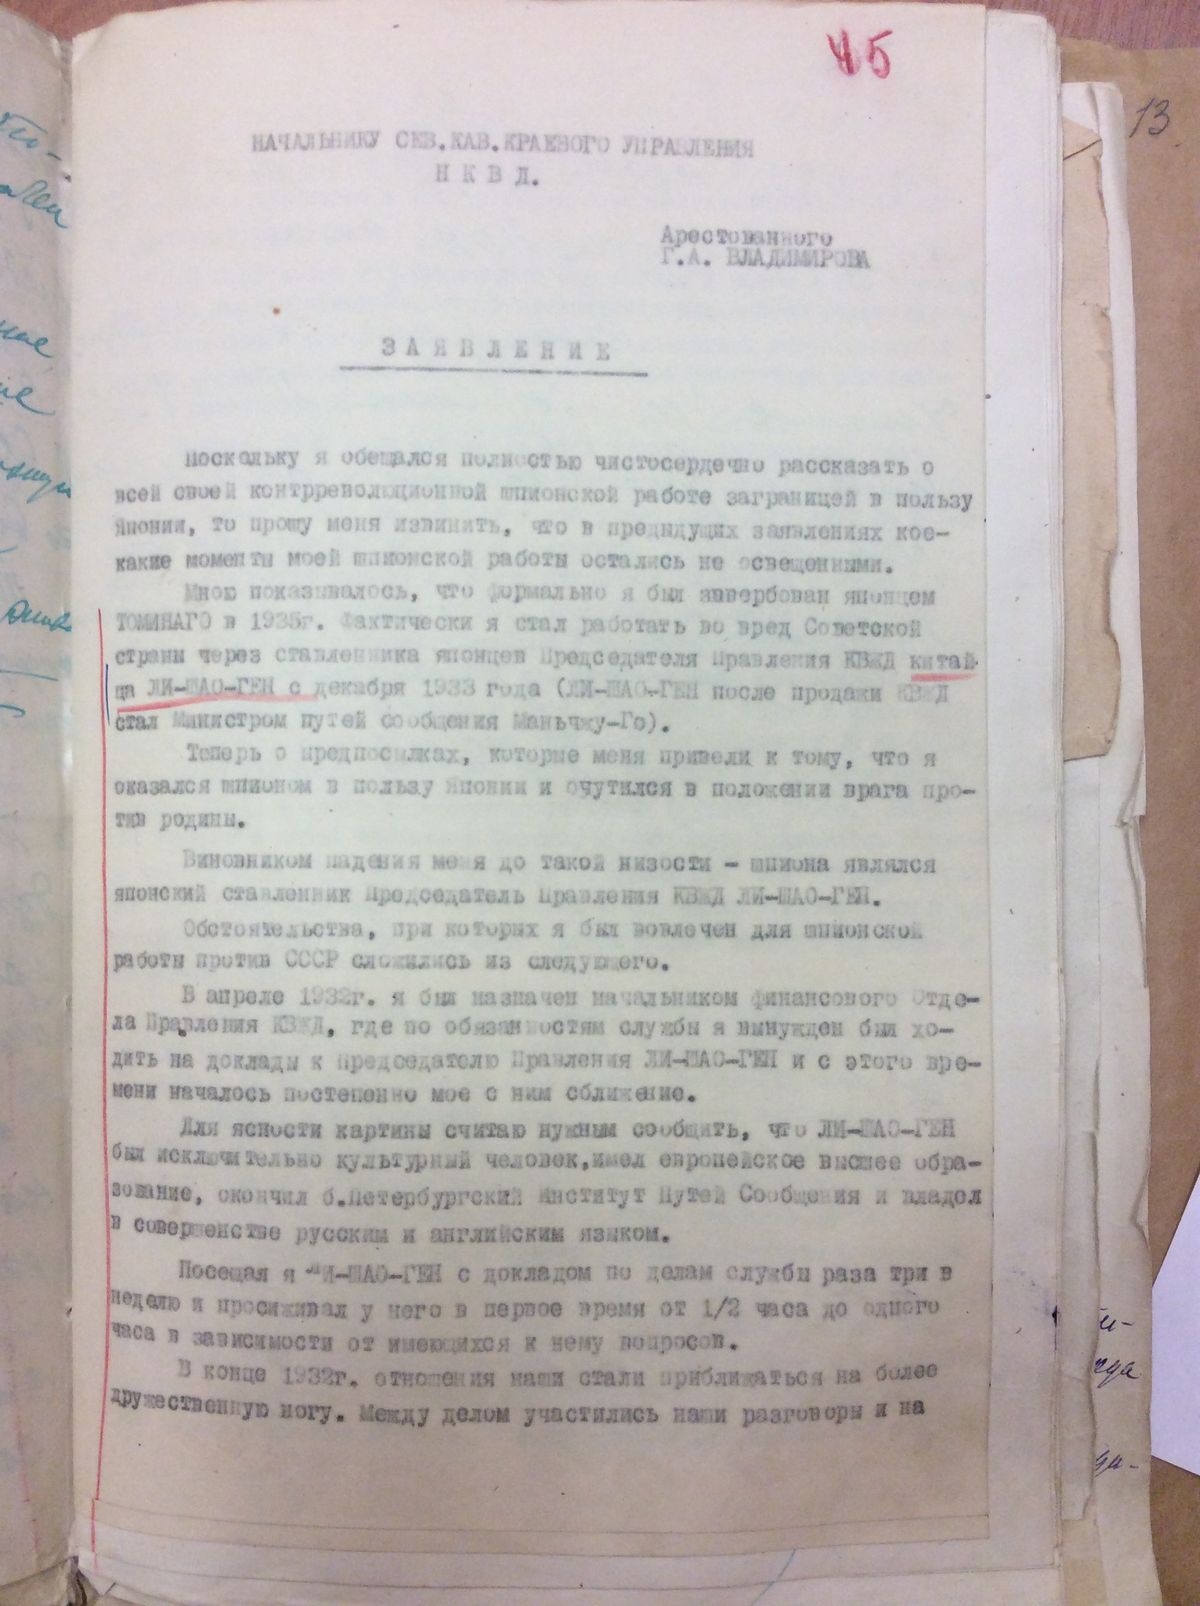 45
13
НАЧАЛЬНИКУ СЕВ.КАВ.КРАЕВОГО УПРАВЛЕНИЯ
Н К В Д.
Арестованного
Г.А. ВЛАДИМИРОВА
З А Я В Л Е Н И Е
Поскольку я обещался полностью чистосердечно рассказать о
всей своей контрреволюционной шпионской работе заграницей в пользу
Японии, то прошу меня извинить, что в предыдущих заявлениях кое-
какие моменты моей шпионской работы остались не освещенными.
Мною показывалось, что формально я был завербован японцем
ТОМИНАГО в 1935г. Фактически я стал работать во вред Советской
страны через ставленника японцев Председателя Правления КВЖД китай-
ца ЛИ-ШАО-ГЕН с декабря 1933 года (ЛИ-ШАО-ГЕН после продажи КВЖД
стал Министром путей сообщения Маньчжу-Го).
Теперь о предпосылках, которые меня привели к тому, что я
оказался шпионом в пользу Японии и очутился в положении врага про-
тив родины.
Виновником падения меня до такой низости - шпиона являлся
японский ставленник Председатель Правления КВЖД ЛИ-ШАО-ГЕН.
Обстоятельства, при которых я был вовлечен для шпионской
работы против СССР сложились из следующего.
В апреле 1932г. я был назначен начальником финансового Отде-
ла Правления КВЖД, где по обязанностям службы я вынужден был хо-
дить на доклады к Председателю Правления ЛИ-ШАО-ГЕН и с этого вре-
мени началось постепенно мое с ним сближение.
Для ясности картины считаю нужным сообщить, что ЛИ-ШАО-ГЕН
был исключительно культурный человек,имел европейское высшее обра-
зование, окончил б.Петербургский Институт Путей Сообщения и владел
в совершенстве русским и английским языком.
Посещал я ЛИ-ШАО-ГЕН с докладом по делам службы раза три в
неделю и просиживал у него в первое время от 1/2 часа до одного
часа в зависимости от имеющихся к нему вопросов.
В конце 1932г. отношения наши стали приближаться на более
дружественную ногу. Между делом участились наши разговоры и на